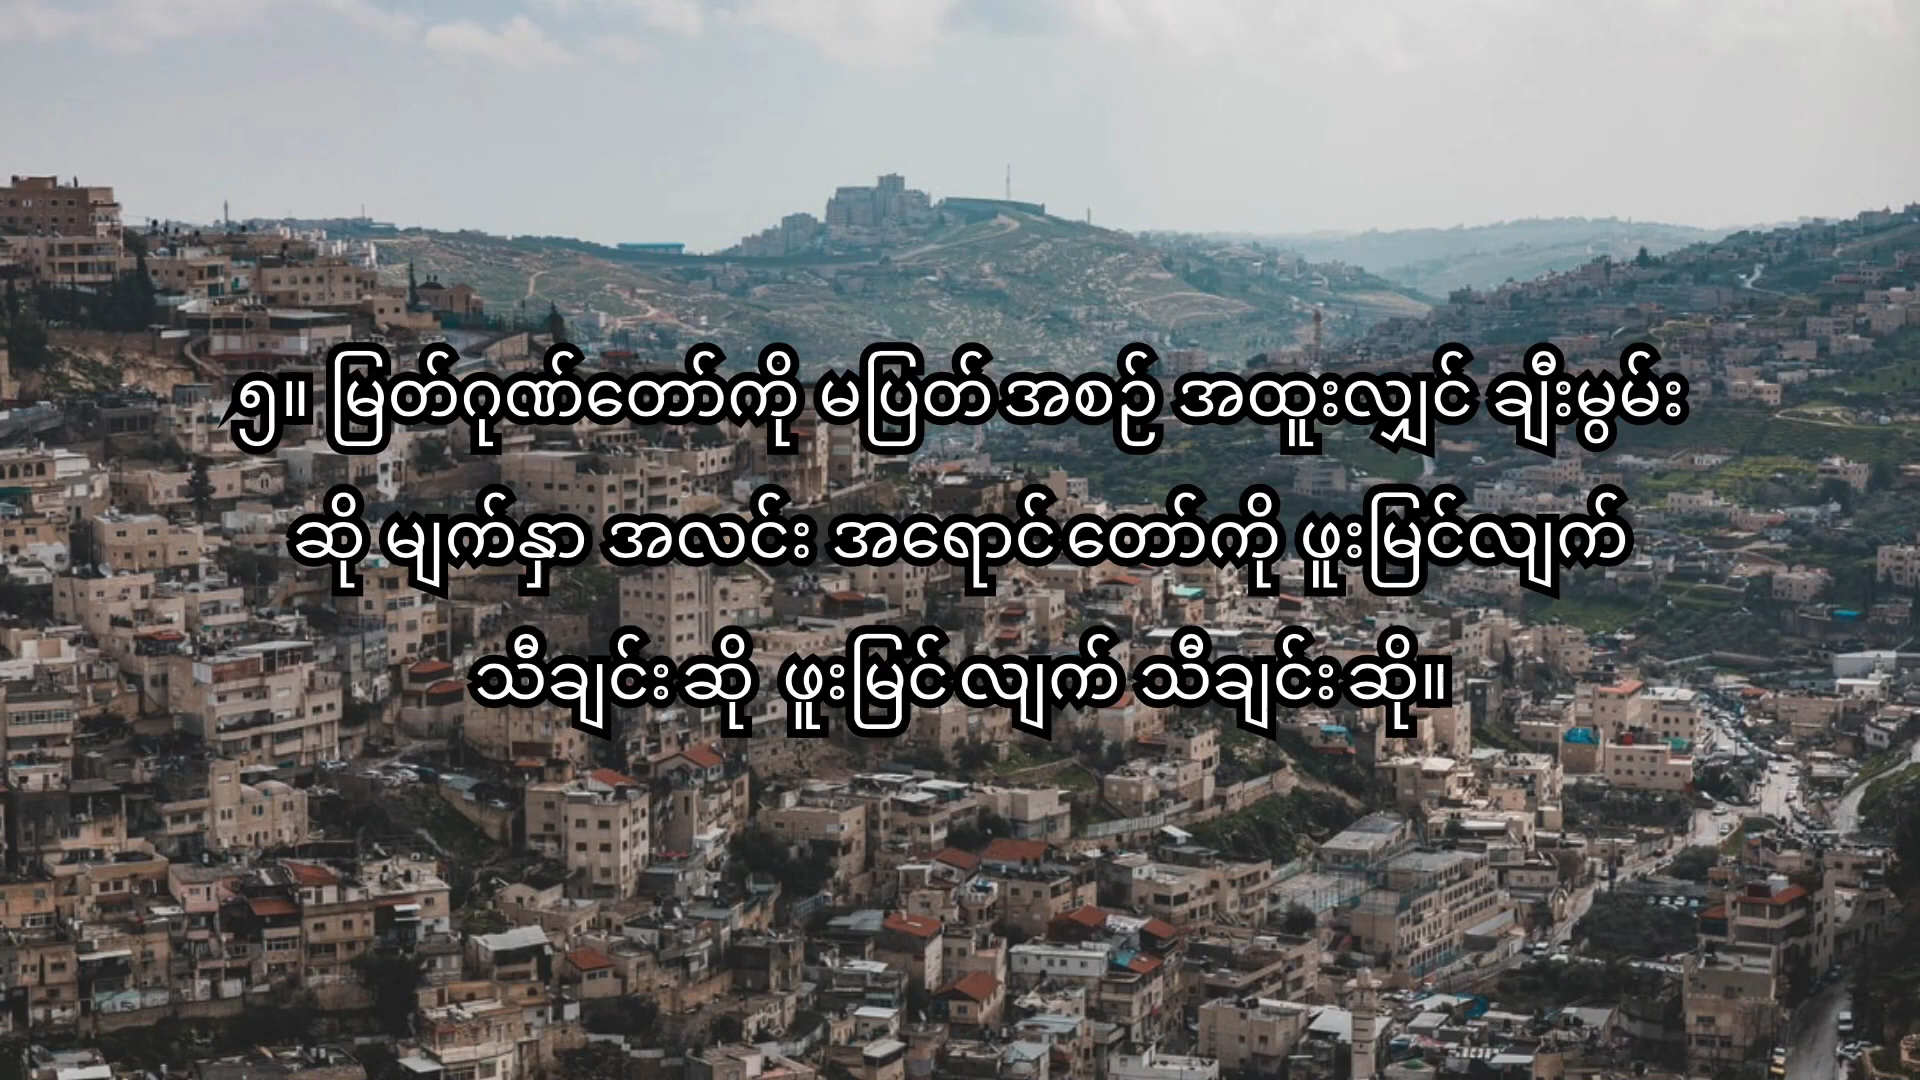 ၅။ မြတ်ဂုဏ်တော်ကို မပြတ်အစဉ် အထူးလျှင် ချီးမွမ်း
ဆို မျက်နှာ အလင်း အရောင်တော်ကို ဖူးမြင်လျက်
သီချင်းဆို ဖူးမြင်လျက် သီချင်းဆို။